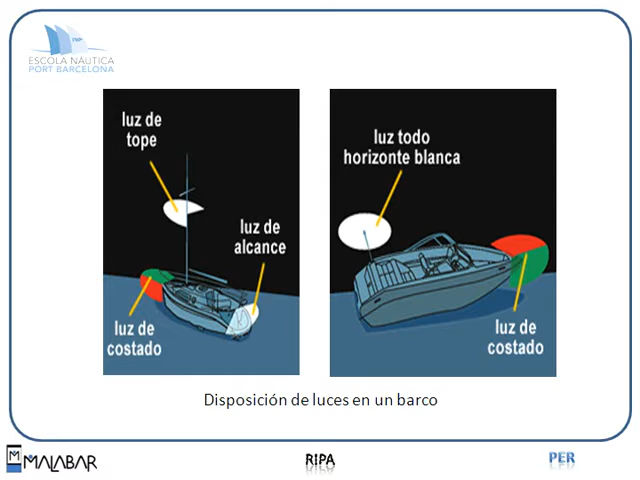 ESCOLA NÁUTICA
PORT BARCELONA
luz de
tope
luz de
alcance
luz de
costado
luz todo
horizonte blanca
luz de
costado
Disposición de luces en un barco
MALABAR
RIPA
PER